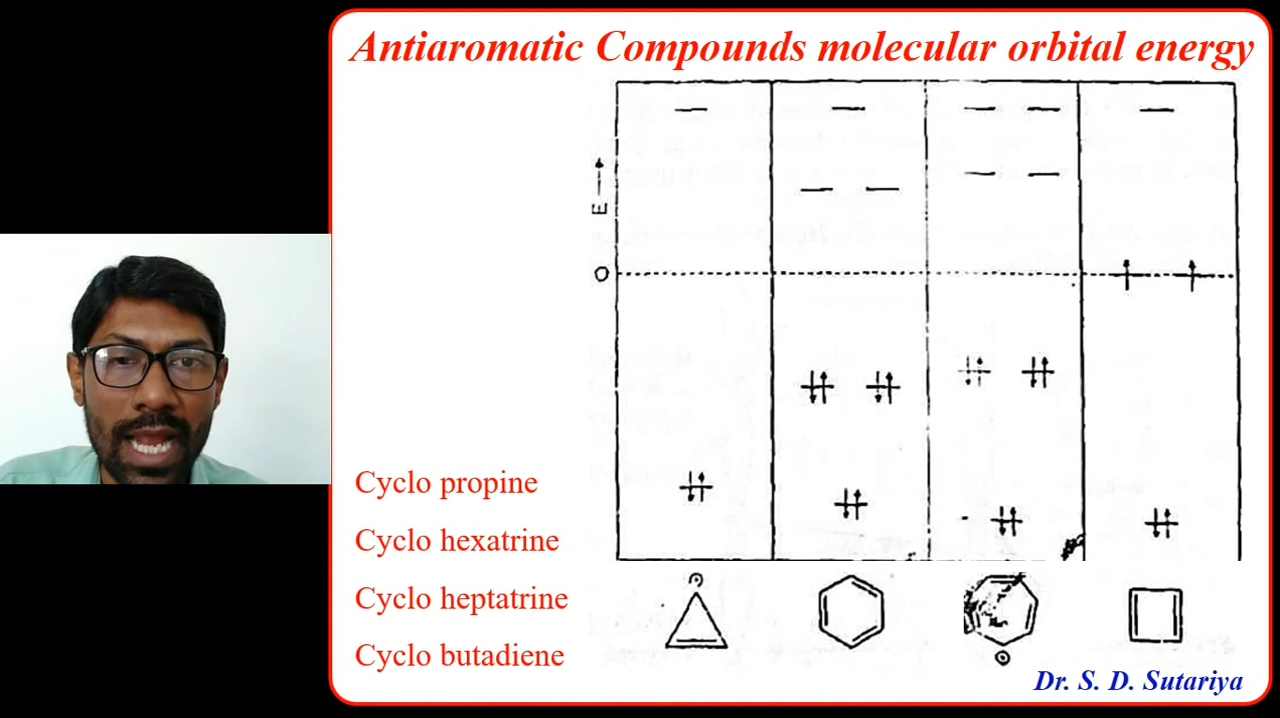 Antiaromatic Compounds molecular orbital energy
E
O
Cyclo propine
Cyclo hexatrine
Cyclo heptatrine
Cyclo butadiene
Dr. S. D. Sutariya